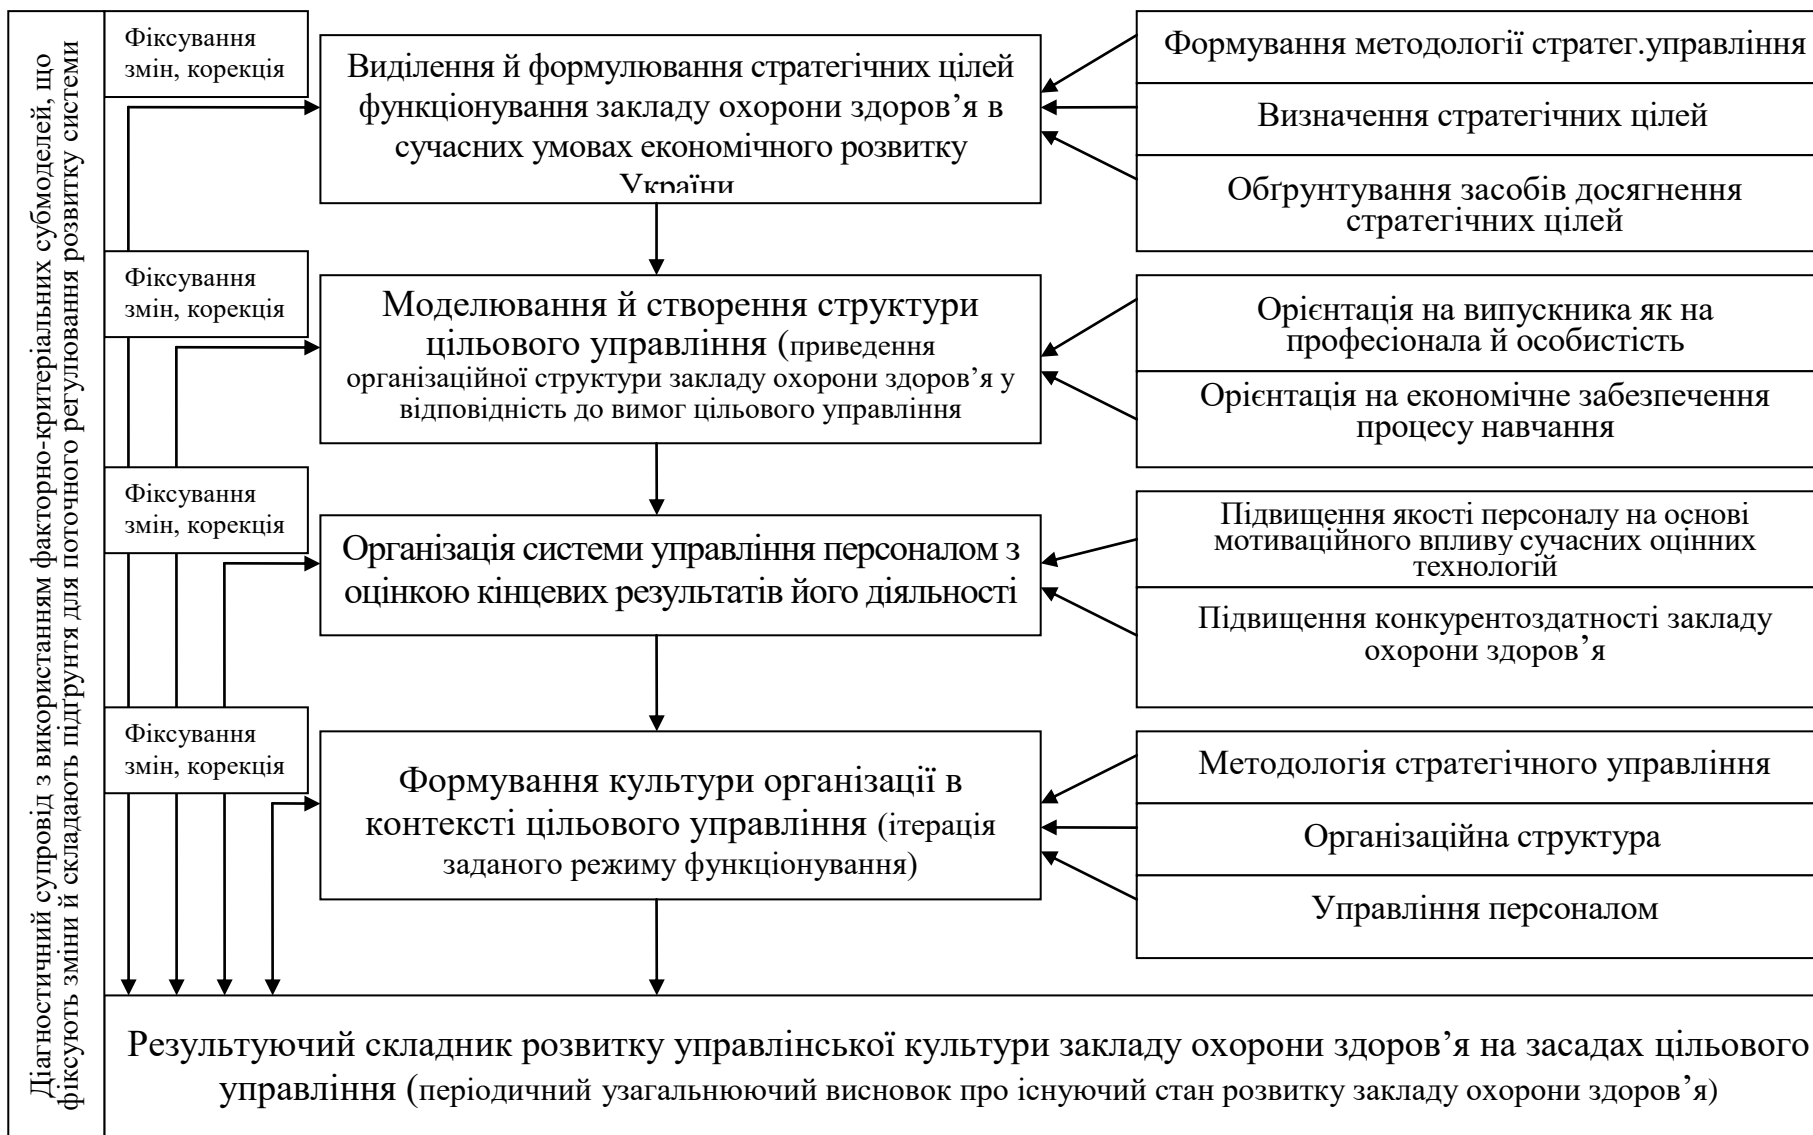 Діагностичний супровід з використанням факторно-критеріальних субмоделей, що
фіксують зміни й складають підґрунтя для поточного регулювання розвитку системи
Фіксування
змін, корекція
Виділення й формулювання стратегічних цілей
функціонування закладу охорони здоров’я в
сучасних умовах економічного розвитку
України
Формування методології стратег.управління
Визначення стратегічних цілей
Обґрунтування засобів досягнення
стратегічних цілей
Фіксування
змін, корекція
Моделювання й створення структури
цільового управління (приведення
організаційної структури закладу охорони здоров’я у
відповідність до вимог цільового управління
Орієнтація на випускника як на
професіонала й особистість
Орієнтація на економічне забезпечення
процесу навчання
Фіксування
змін, корекція
Організація системи управління персоналом з
оцінкою кінцевих результатів його діяльності
Підвищення якості персоналу на основі
мотиваційного впливу сучасних оцінних
технологій
Підвищення конкурентоздатності закладу
охорони здоров’я
Фіксування
змін, корекція
Формування культури організації в
контексті цільового управління (ітерація
заданого режиму функціонування)
Методологія стратегічного управління
Організаційна структура
Управління персоналом
Результуючий складник розвитку управлінської культури закладу охорони здоров’я на засадах цільового
управління (періодичний узагальнюючий висновок про існуючий стан розвитку закладу охорони здоров’я)